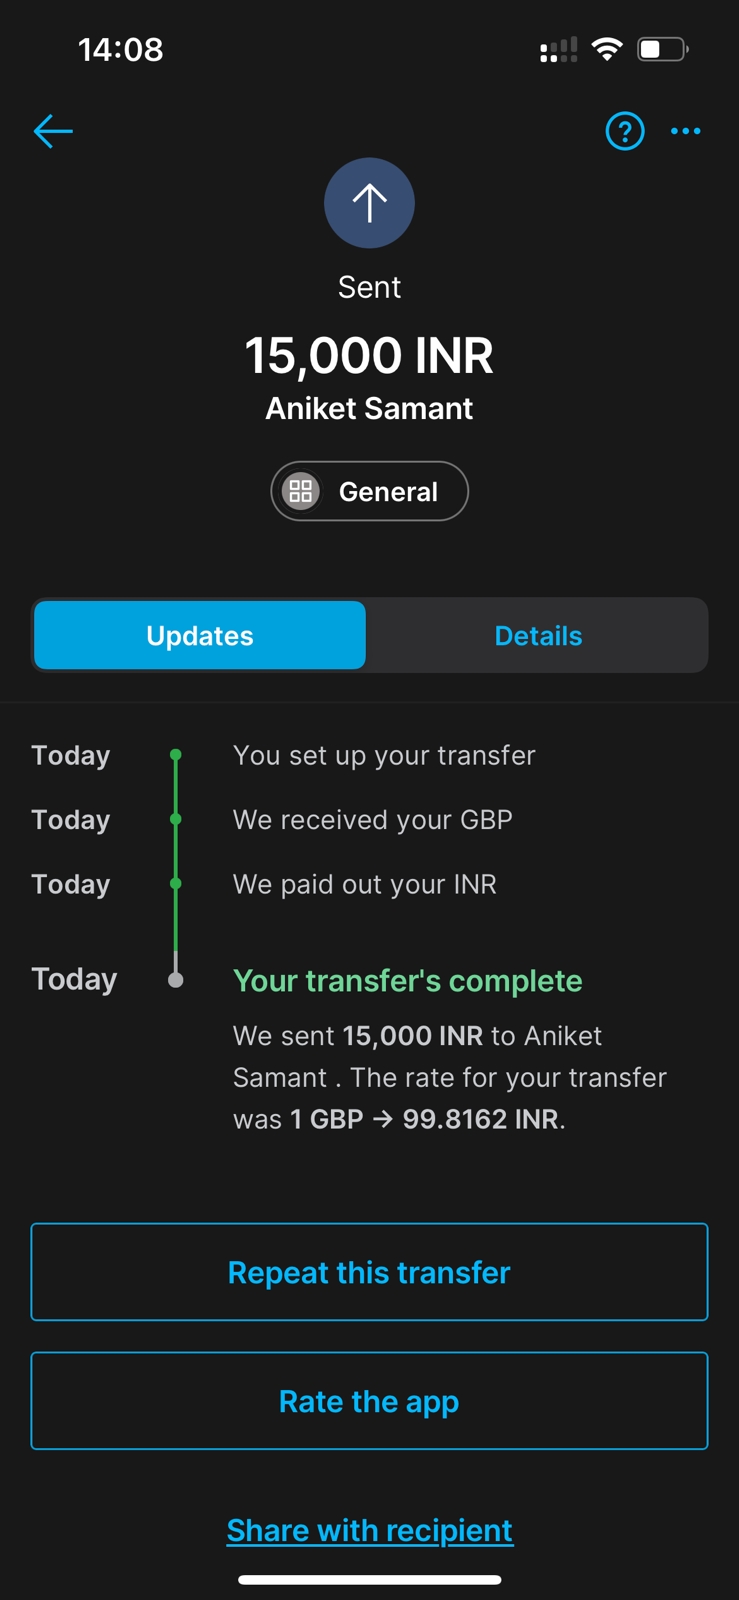 14:08
Sent
15,000 INR
Aniket Samant
General
Updates
Details
Today
You set up your transfer
Today
We received your GBP
Today
We paid out your INR
Today
Your transfer's complete
We sent 15,000 INR to Aniket
Samant . The rate for your transfer
was 1 GBP → 99.8162 INR.
Repeat this transfer
Rate the app
Share with recipient